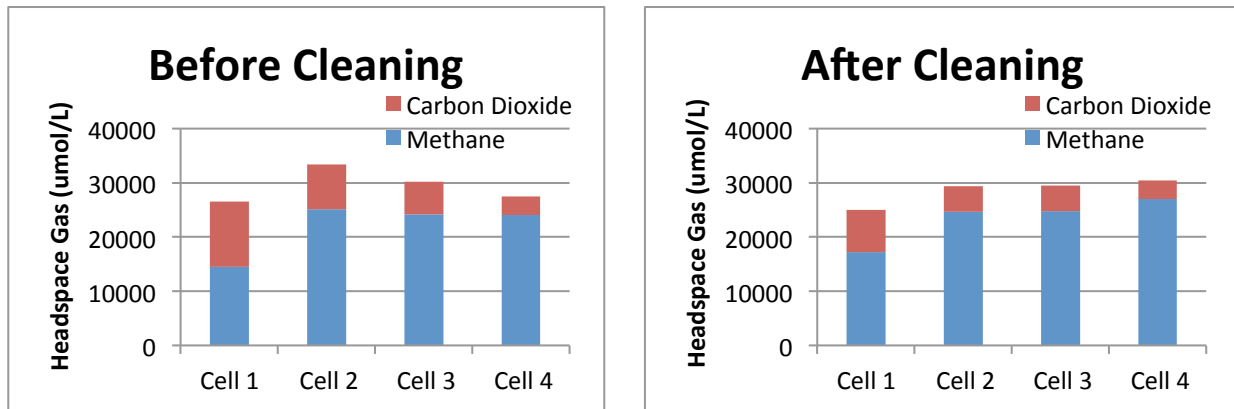 Before Cleaning
Carbon Dioxide
Methane
Headspace Gas (umol/L)
40000
30000
20000
10000
0
Cell 1 Cell 2 Cell 3 Cell 4
After Cleaning
Carbon Dioxide
Methane
Headspace Gas (umol/L)
40000
30000
20000
10000
0
Cell 1 Cell 2 Cell 3 Cell 4